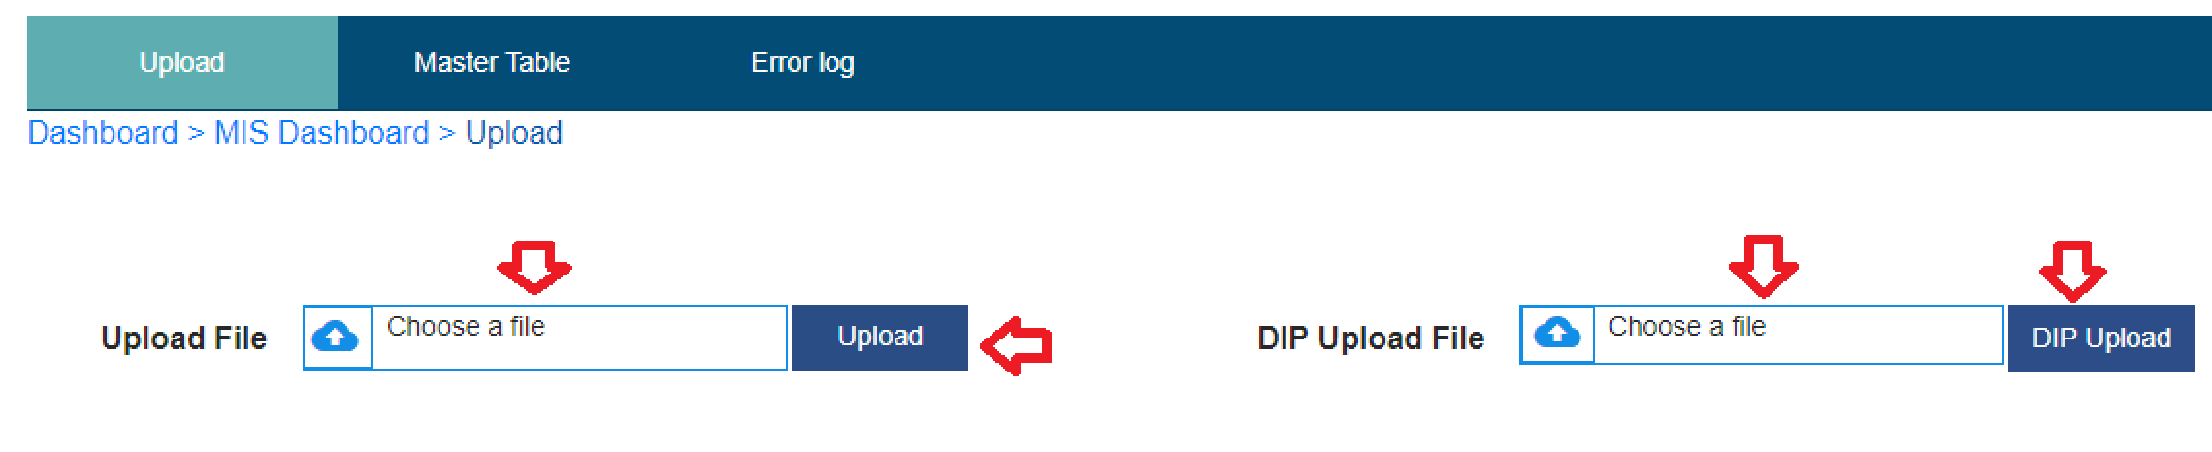 Upload Master Table Error log
Dashboard > MIS Dashboard > Upload
Upload File Choose a file Upload DIP Upload File Choose a file DIP Upload